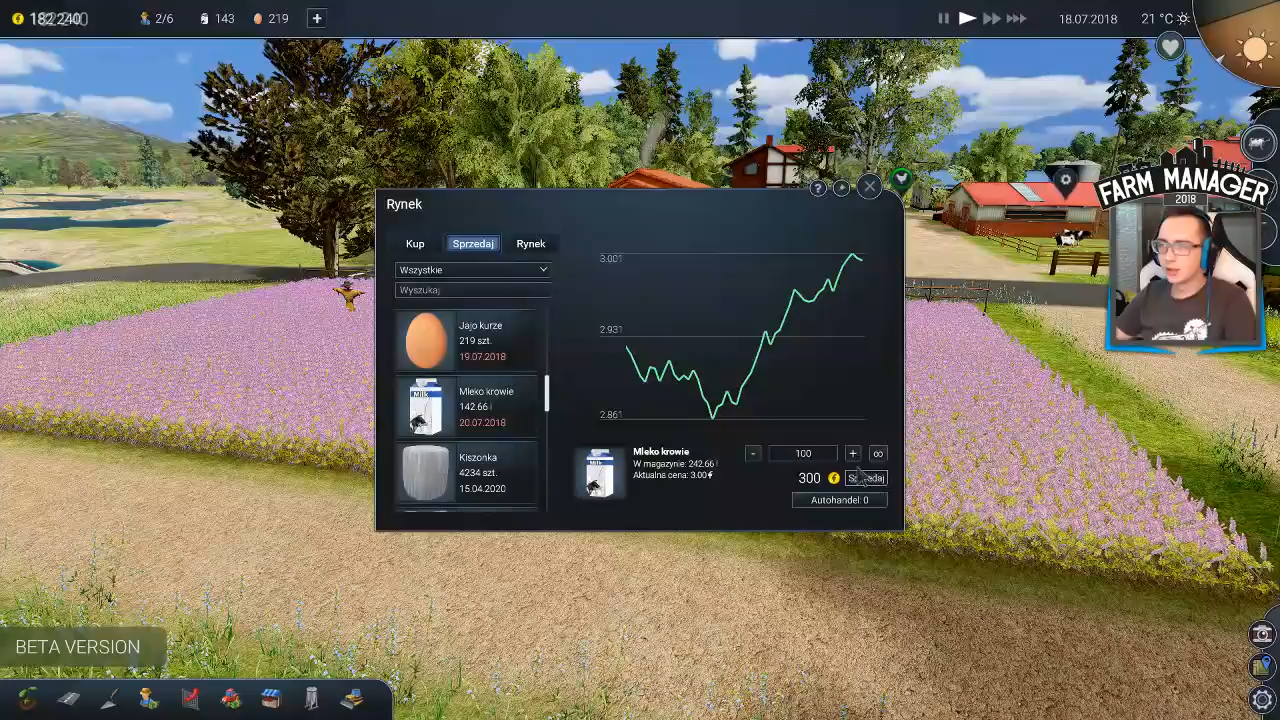 2/6
143
219
18.07.2018
21 °C
FARM MANAGER
2018
Rynek
Kup
Sprzedaj
Rynek
Wszystkie
Wyszukaj
Jajo kurze
219 szt.
19.07.2018
Milk
Mleko krowie
142.66 l
20.07.2018
Kiszonka
4234 szt.
15.04.2020
3.001
2.931
2.861
Milk
Mleko krowie
W magazynie: 242.66 l
Aktualna cena: 3.00
-
100
+
∞
300
Autohandel: 0
BETA VERSION